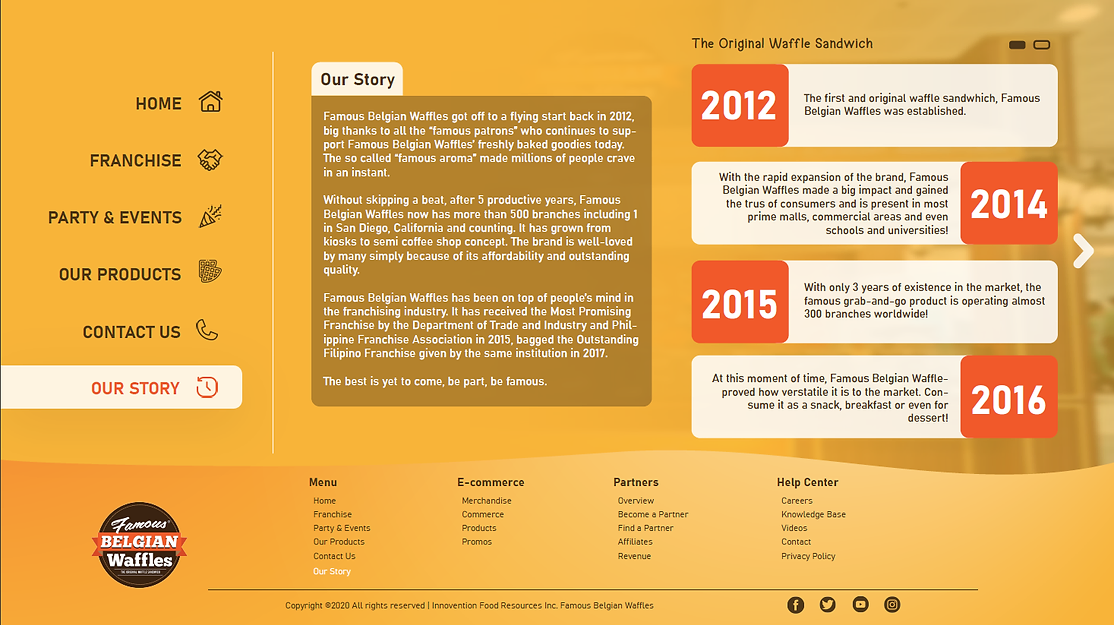 HOME
FRANCHISE
PARTY & EVENTS
OUR PRODUCTS
CONTACT US
OUR STORY
Our Story
Famous Belgian Waffles got off to a flying start back in 2012,
big thanks to all the "famous patrons" who continues to sup-
port Famous Belgian Waffles' freshly baked goodies today.
The so called "famous aroma" made millions of people crave
in an instant.
Without skipping a beat, after 5 productive years, Famous
Belgian Waffles now has more than 500 branches including 1
in San Diego, California and counting. It has grown from
kiosks to semi coffee shop concept. The brand is well-loved
by many simply because of its affordability and outstanding
quality.
Famous Belgian Waffles has been on top of people's mind in
the franchising industry. It has received the Most Promising
Franchise by the Department of Trade and Industry and Phil-
ippine Franchise Association in 2015, bagged the Outstanding
Filipino Franchise given by the same institution in 2017.
The best is yet to come, be part, be famous.
The Original Waffle Sandwich
2012
The first and original waffle sandwhich, Famous
Belgian Waffles was established.
With the rapid expansion of the brand, Famous
Belgian Waffles made a big impact and gained
the trus of consumers and is present in most
prime malls, commercial areas and even
schools and universities!
2014
2015
With only 3 years of existence in the market, the
famous grab-and-go product is operating almost
300 branches worldwide!
At this moment of time, Famous Belgian Waffle-
proved how verstatile it is to the market. Con-
sume it as a snack, breakfast or even for
dessert!
2016
Famous
BELGIAN
Waffles
THE ORIGINAL WAFFLE SANDWICH
Menu
Home
Franchise
Party & Events
Our Products
Contact Us
Our Story
E-commerce
Merchandise
Commerce
Products
Promos
Partners
Overview
Become a Partner
Find a Partner
Affiliates
Revenue
Help Center
Careers
Knowledge Base
Videos
Contact
Privacy Policy
Copyright ©2020 All rights reserved | Innovention Food Resources Inc. Famous Belgian Waffles